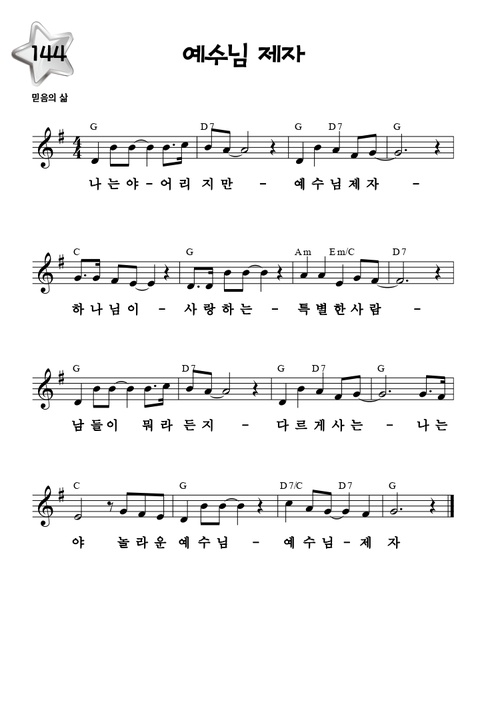 144
예수님 제자
믿음의 삶
G D7 G D7 G
나 는 야 - 어 리 지 만 - 예 수 님 제 자 -
C G Am Em/C D7
하 나 님 이 - 사 랑 하 는 - 특 별 한 사 람 -
G D7 G D7 G
남 들 이 뭐 라 든 지 - 다 르 게 사 는 - 나 는
C G D7/C D7 G
야 놀 라 운 예 수 님 - 예 수 님 - 제 자